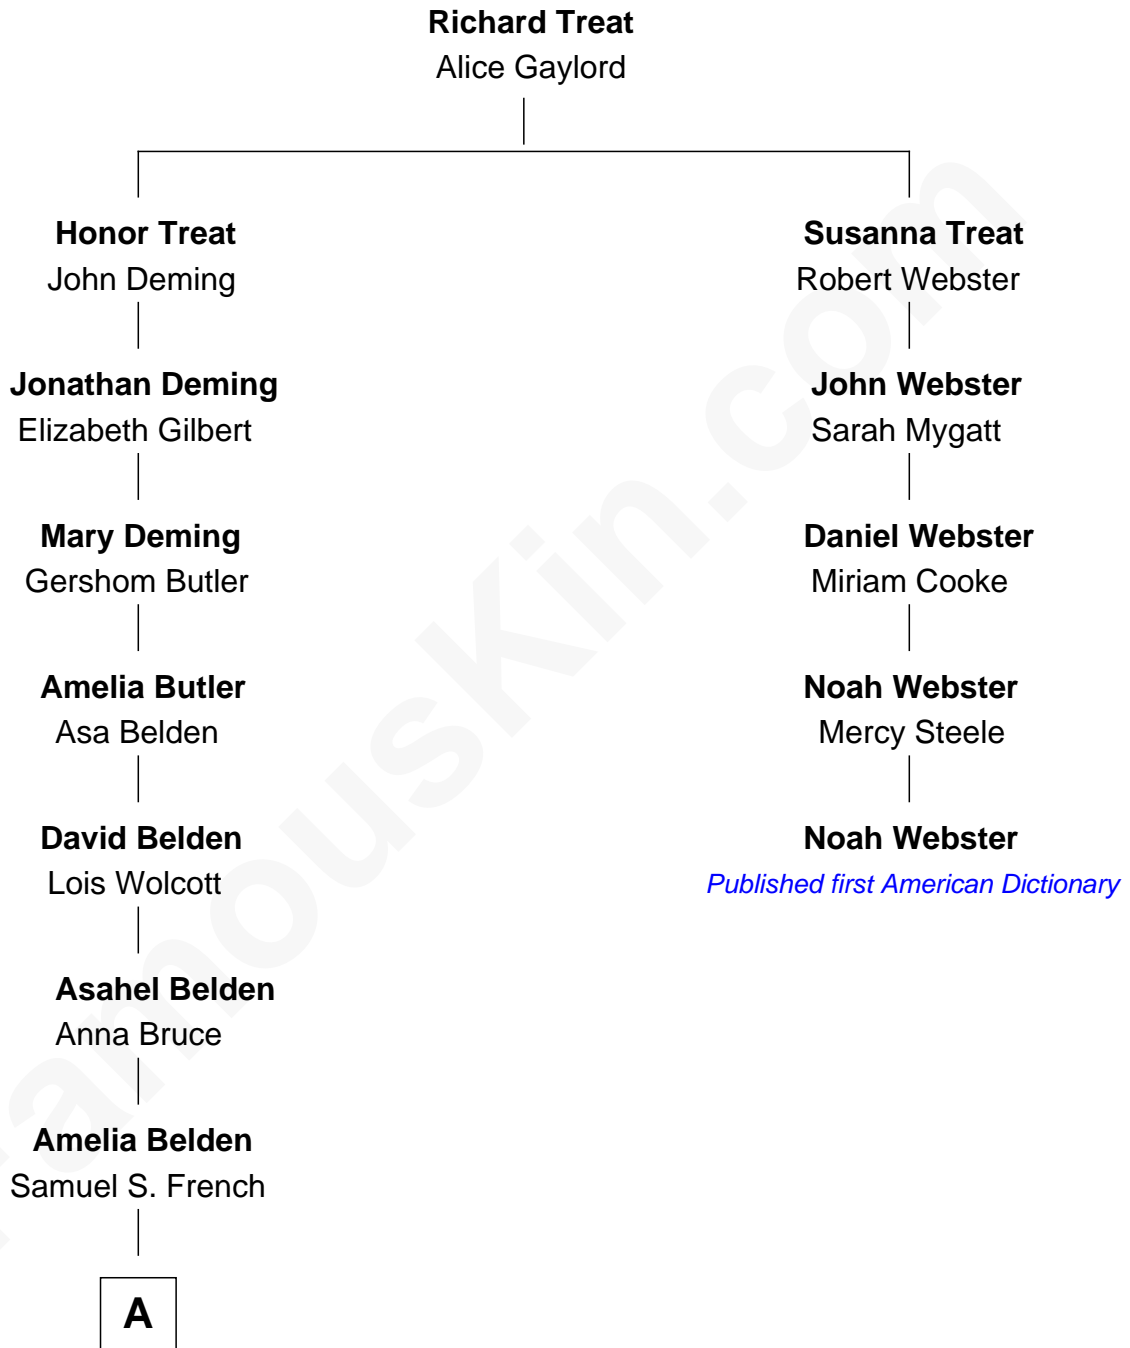 Richard Treat
Alice Gaylord
Honor Treat
John Deming
Susanna Treat
Robert Webster
Jonathan Deming
Elizabeth Gilbert
John Webster
Sarah Mygatt
Mary Deming
Gershom Butler
Daniel Webster
Miriam Cooke
Amelia Butler
Asa Belden
Noah Webster
Mercy Steele
David Belden
Lois Wolcott
Noah Webster
Published first American Dictionary
Asahel Belden
Anna Bruce
Amelia Belden
Samuel S. French
A
FamousKin.com